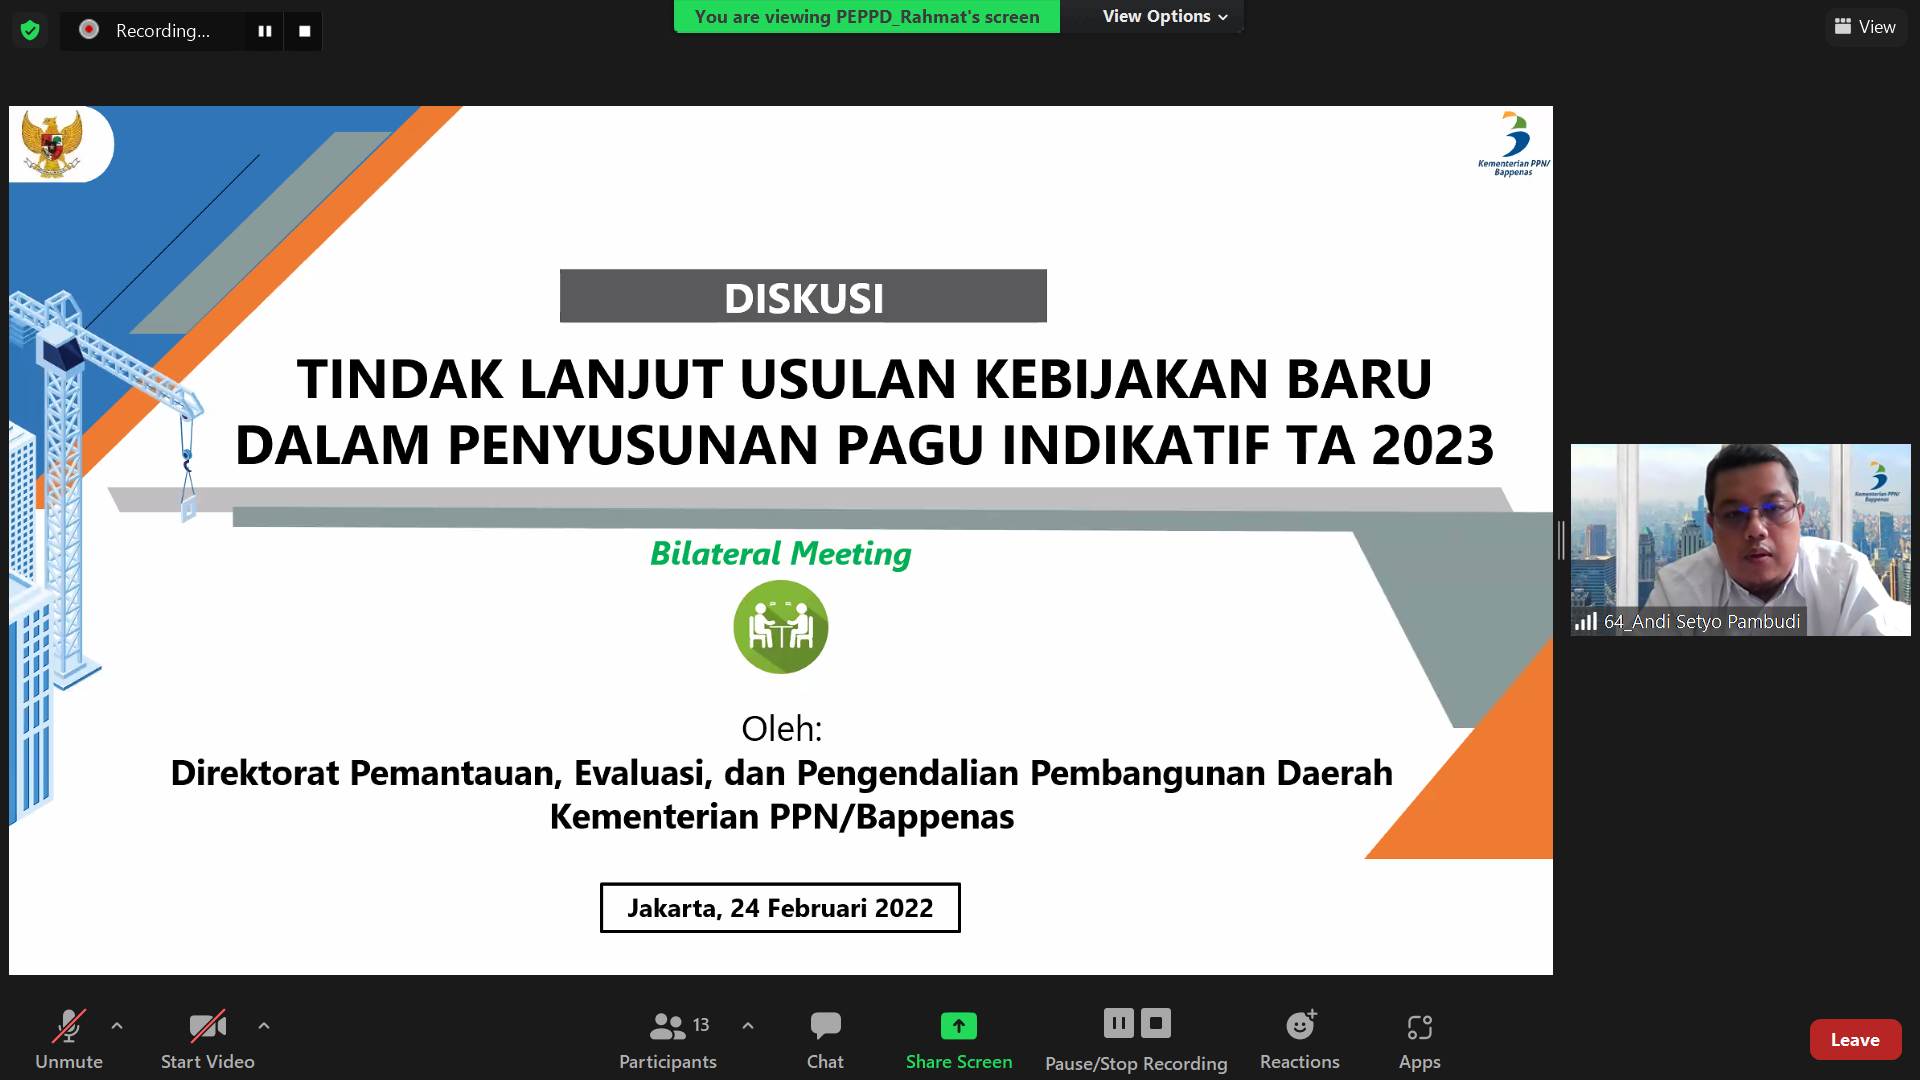 Recording...
You are viewing PEPPD_Rahmat's screen
View Options
View
Kementerian PPN/
Bappenas
DISKUSI
TINDAK LANJUT USULAN KEBIJAKAN BARU
DALAM PENYUSUNAN PAGU INDIKATIF TA 2023
Bilateral Meeting
Oleh:
Direktorat Pemantauan, Evaluasi, dan Pengendalian Pembangunan Daerah
Kementerian PPN/Bappenas
Jakarta, 24 Februari 2022
Kementerian PPN/
Bappenas
64_Andi Setyo Pambudi
Unmute
Start Video
13
Participants
Chat
Share Screen
Pause/Stop Recording
Reactions
Apps
Leave